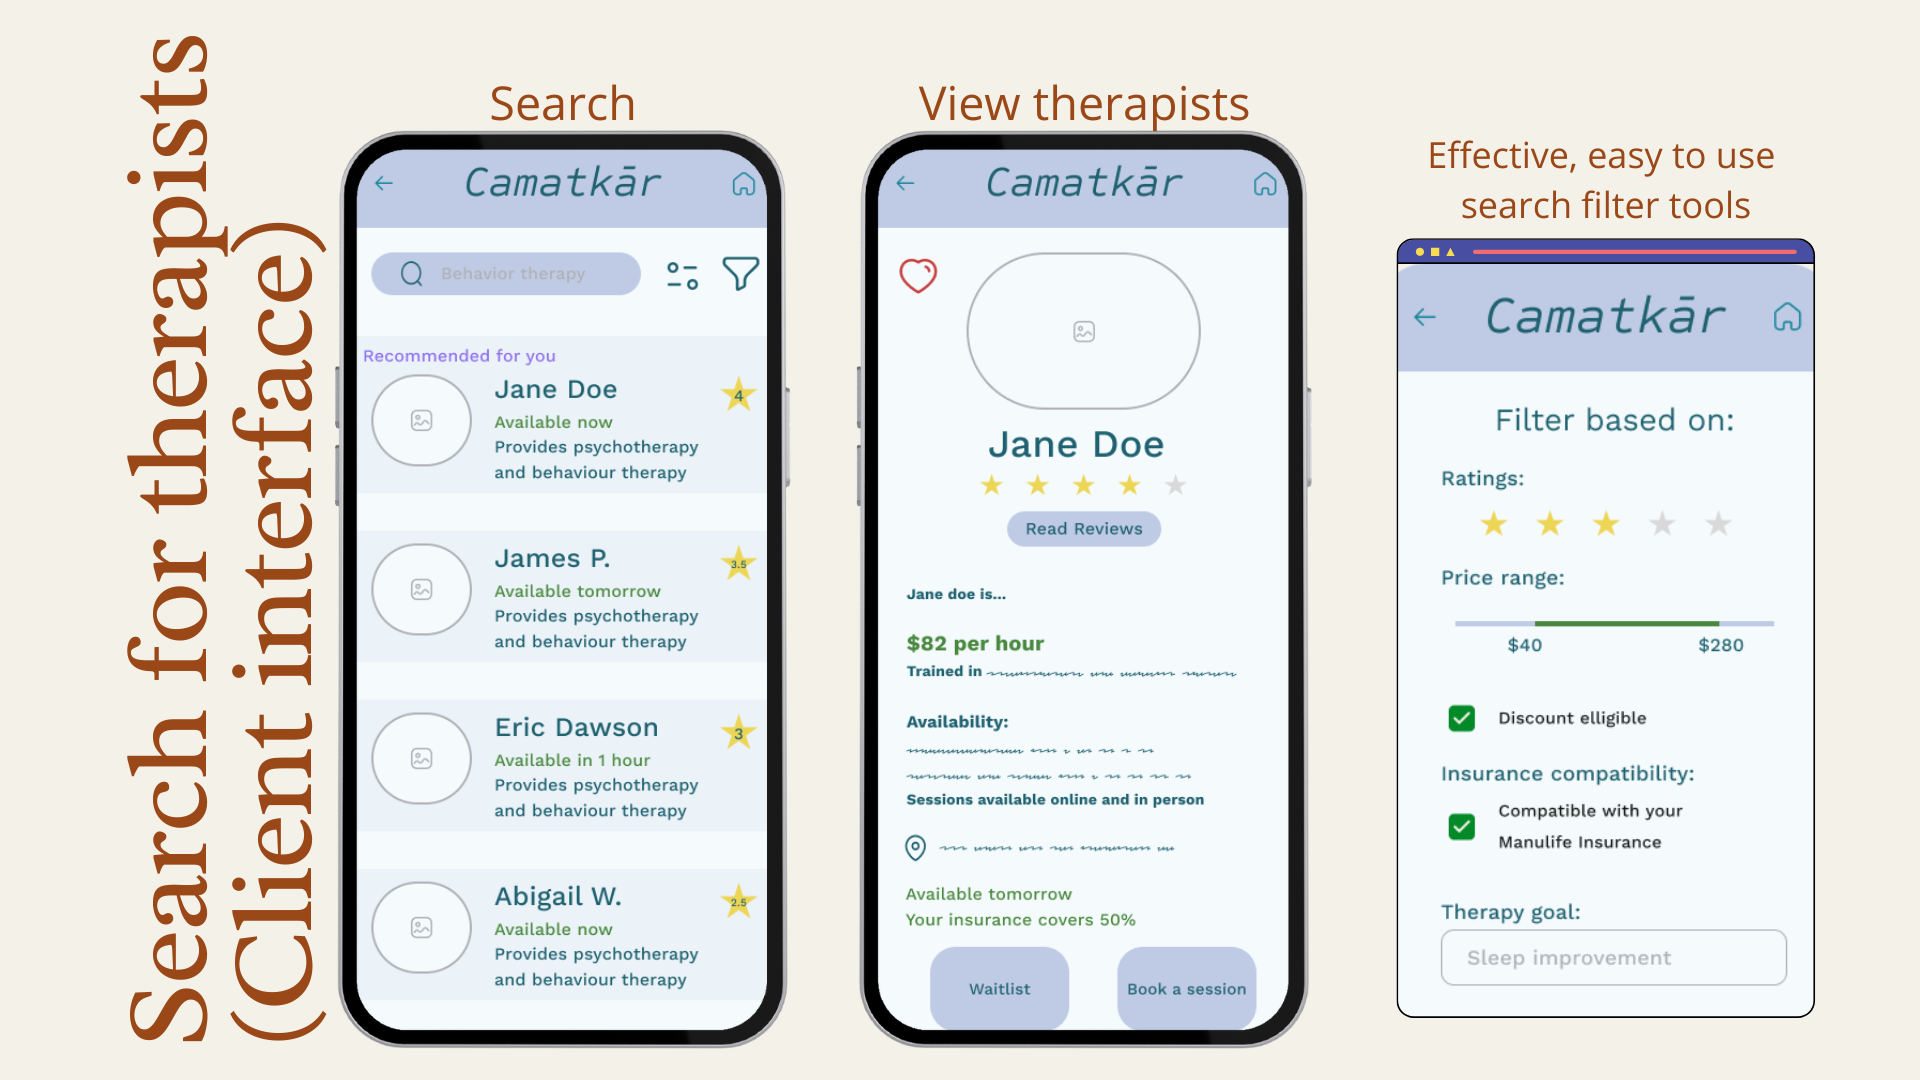 Search for therapists
(Client interface)
Search
Camatkār
Behavior therapy
Recommended for you
Jane Doe
4
Available now
Provides psychotherapy
and behaviour therapy
James P.
3.5
Available tomorrow
Provides psychotherapy
and behaviour therapy
Eric Dawson
3
Available in 1 hour
Provides psychotherapy
and behaviour therapy
Abigail W.
2.5
Available now
Provides psychotherapy
and behaviour therapy
View therapists
Camatkār
Jane Doe
Read Reviews
Jane doe is...
$82 per hour
Trained in
Availability:
Sessions available online and in person
Available tomorrow
Your insurance covers 50%
Waitlist
Book a session
Effective, easy to use
search filter tools
Camatkār
Filter based on:
Ratings:
Price range:
$40 $280
Discount elligible
Insurance compatibility:
Compatible with your
Manulife Insurance
Therapy goal:
Sleep improvement